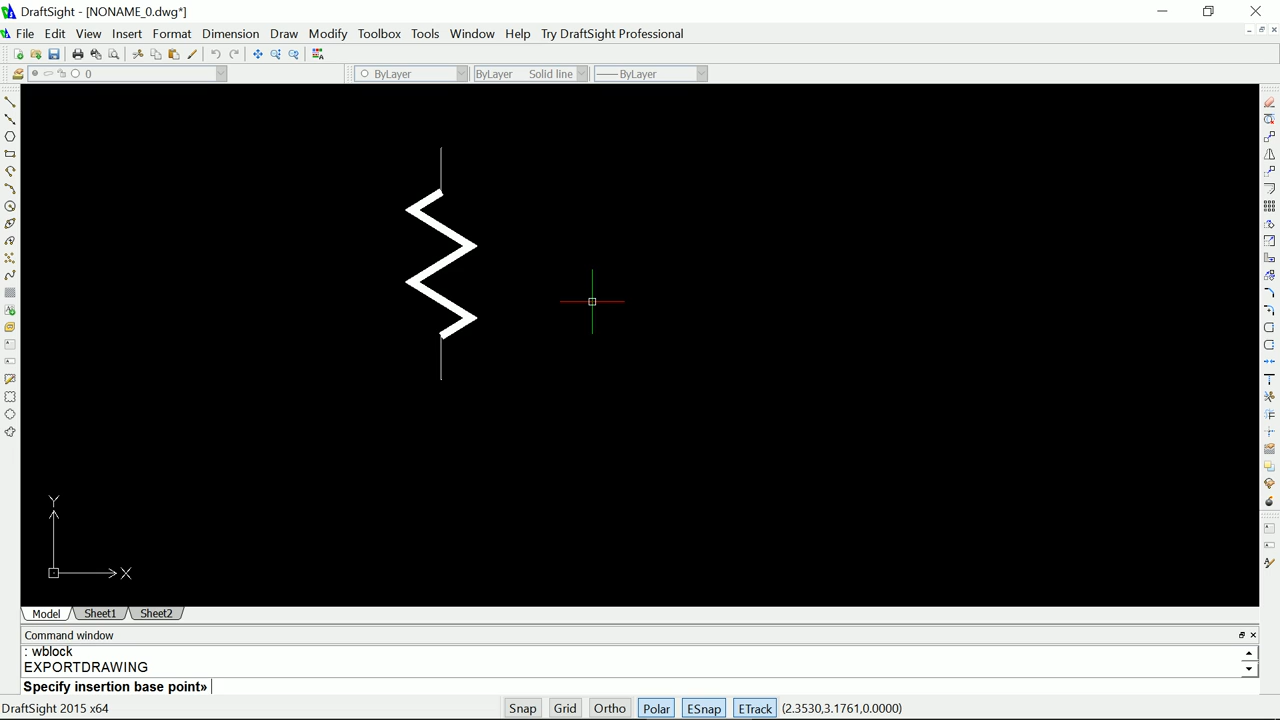 DraftSight - [NONAME_0.dwg*]
File Edit View Insert Format Dimension Draw Modify Toolbox Tools Window Help Try DraftSight Professional
0 ByLayer ByLayer Solid line ByLayer
Y
X
Model Sheet1 Sheet2
Command window
: wblock
EXPORTDRAWING
Specify insertion base point»
DraftSight 2015 x64 Snap Grid Ortho Polar ESnap ETrack (2.3530,3.1761,0.0000)